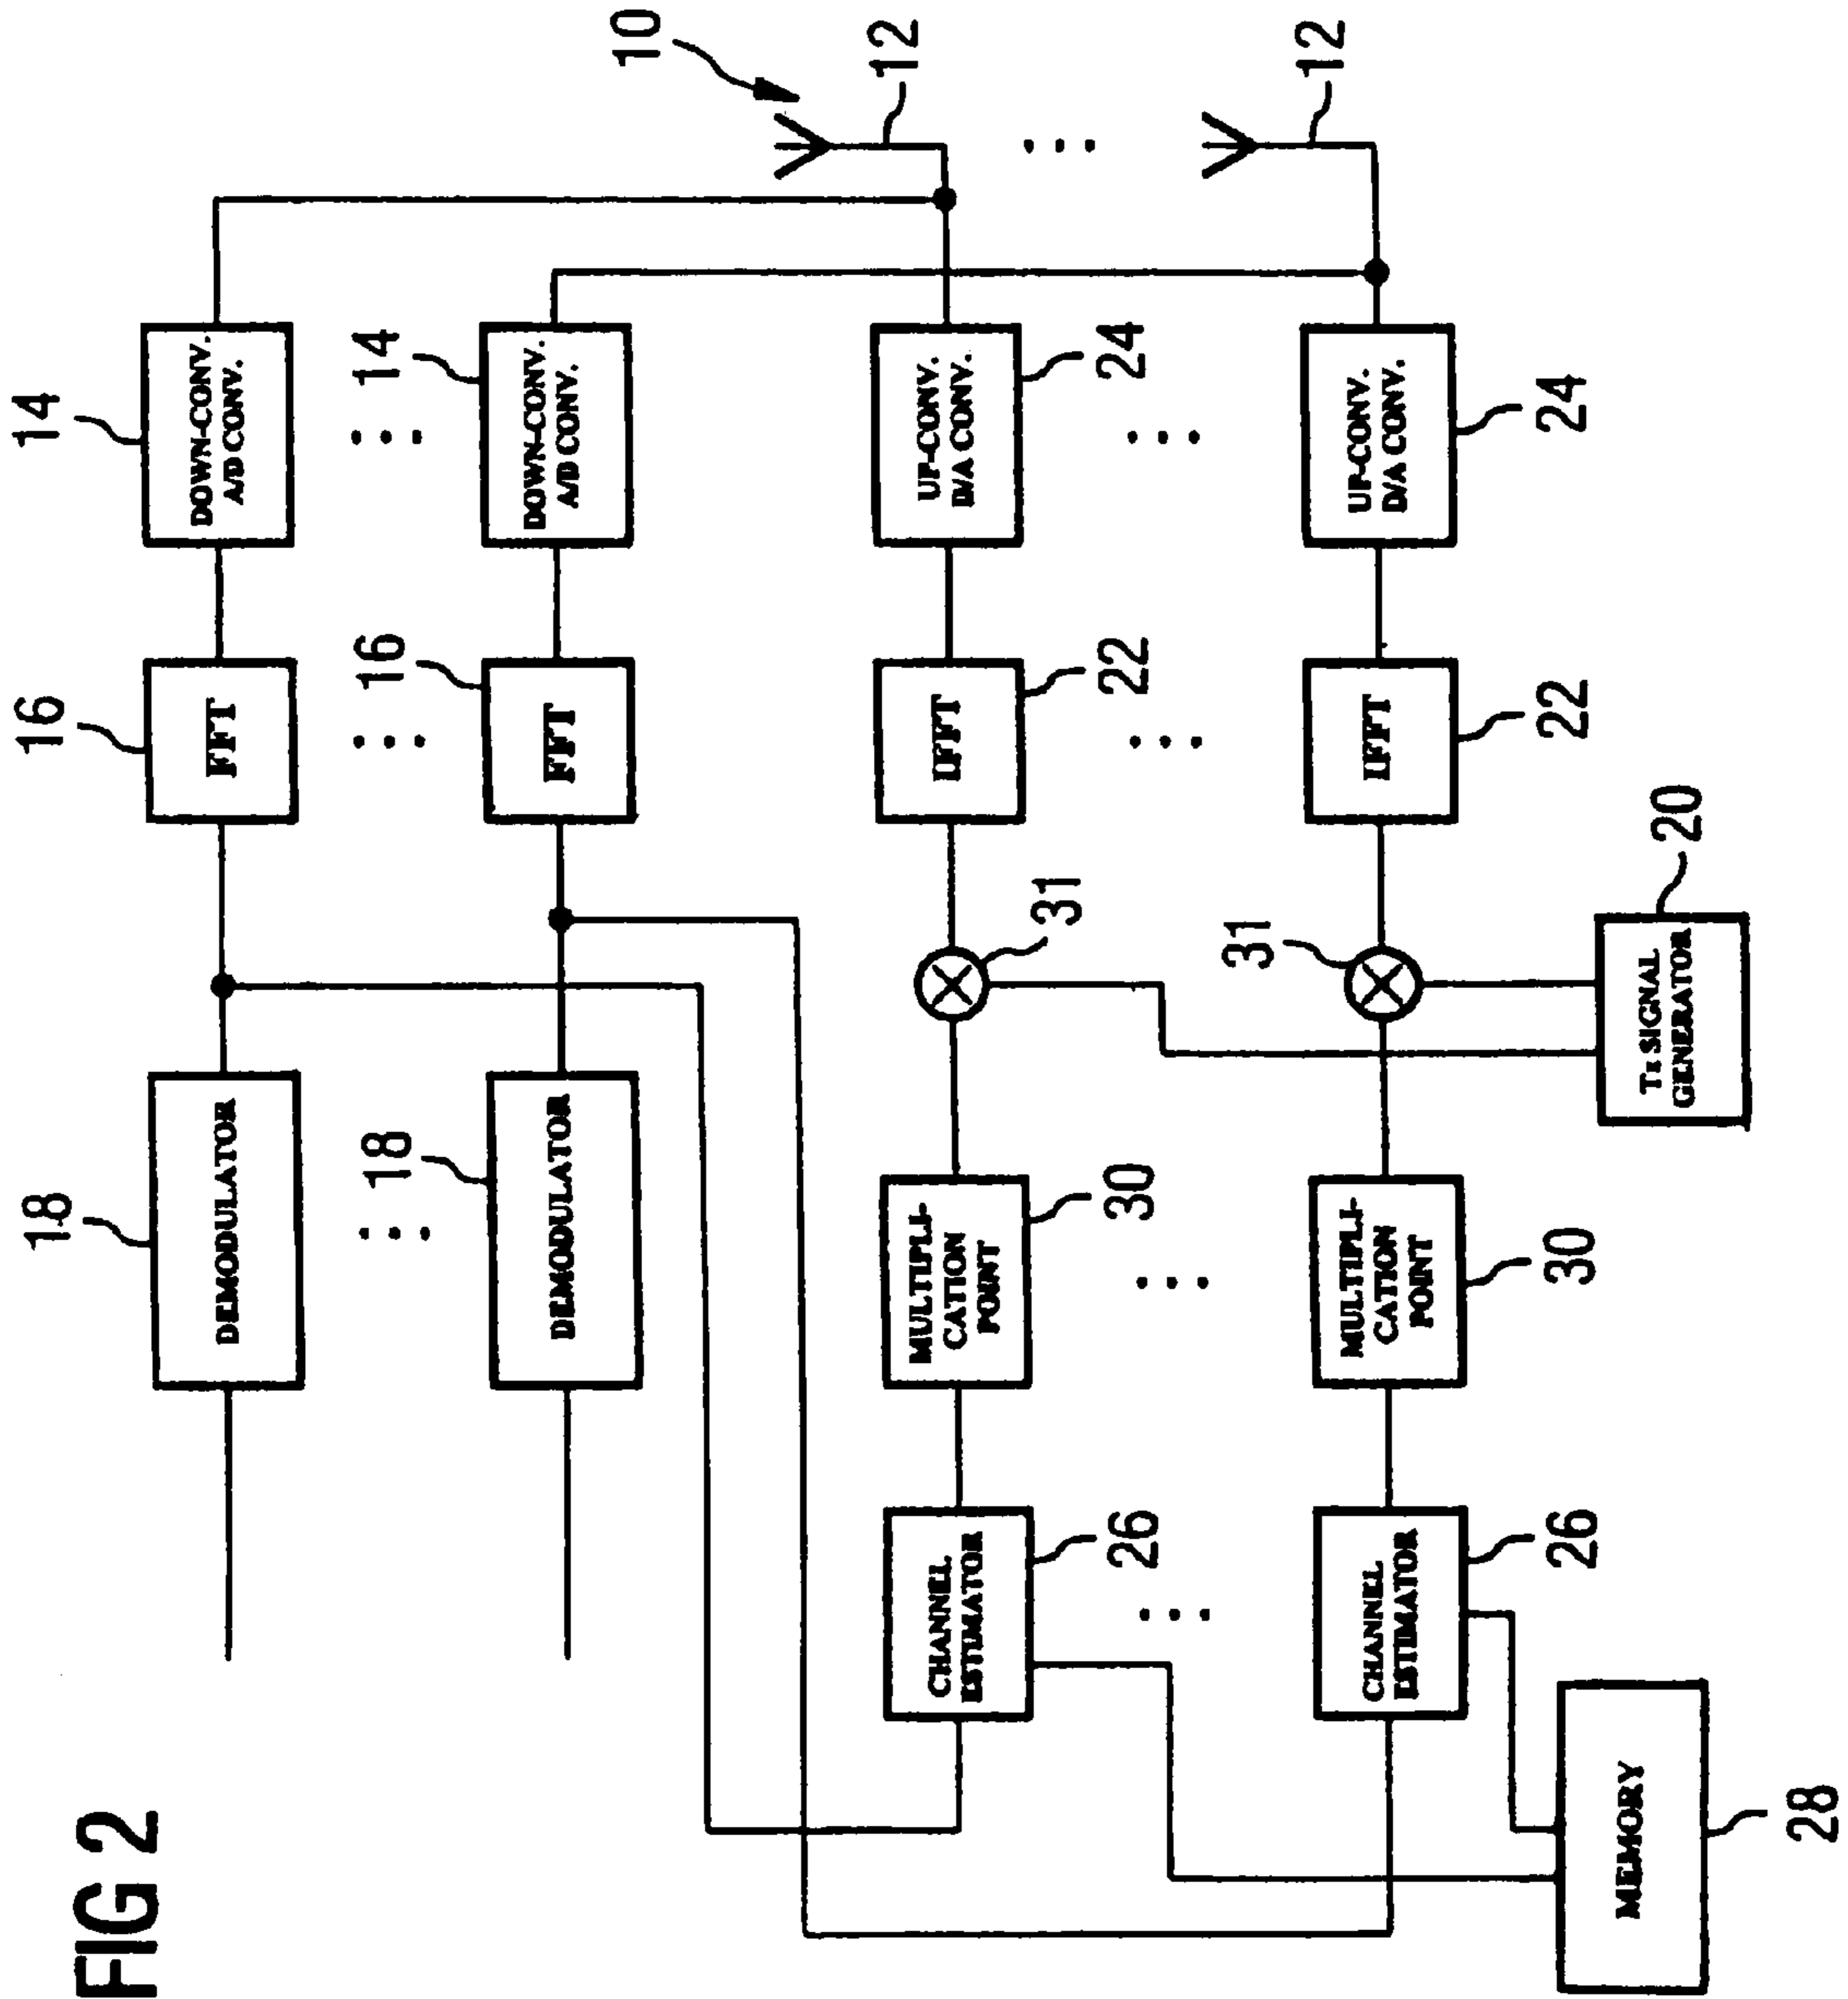 FIG 2
18
DEMODULATOR
16
FFT
14
DOWN-CONV.
A/D CONV.
18
DEMODULATOR
16
FFT
14
DOWN-CONV.
A/D CONV.
10
12
CHANNEL
ESTIMATOR
26
MULTIPLI-
CATION
POINT
30
31
IFFT
22
UP-CONV.
D/A CONV.
24
12
CHANNEL
ESTIMATOR
26
MULTIPLI-
CATION
POINT
30
31
IFFT
22
UP-CONV.
D/A CONV.
24
MEMORY
28
Tx SIGNAL
GENERATOR
20